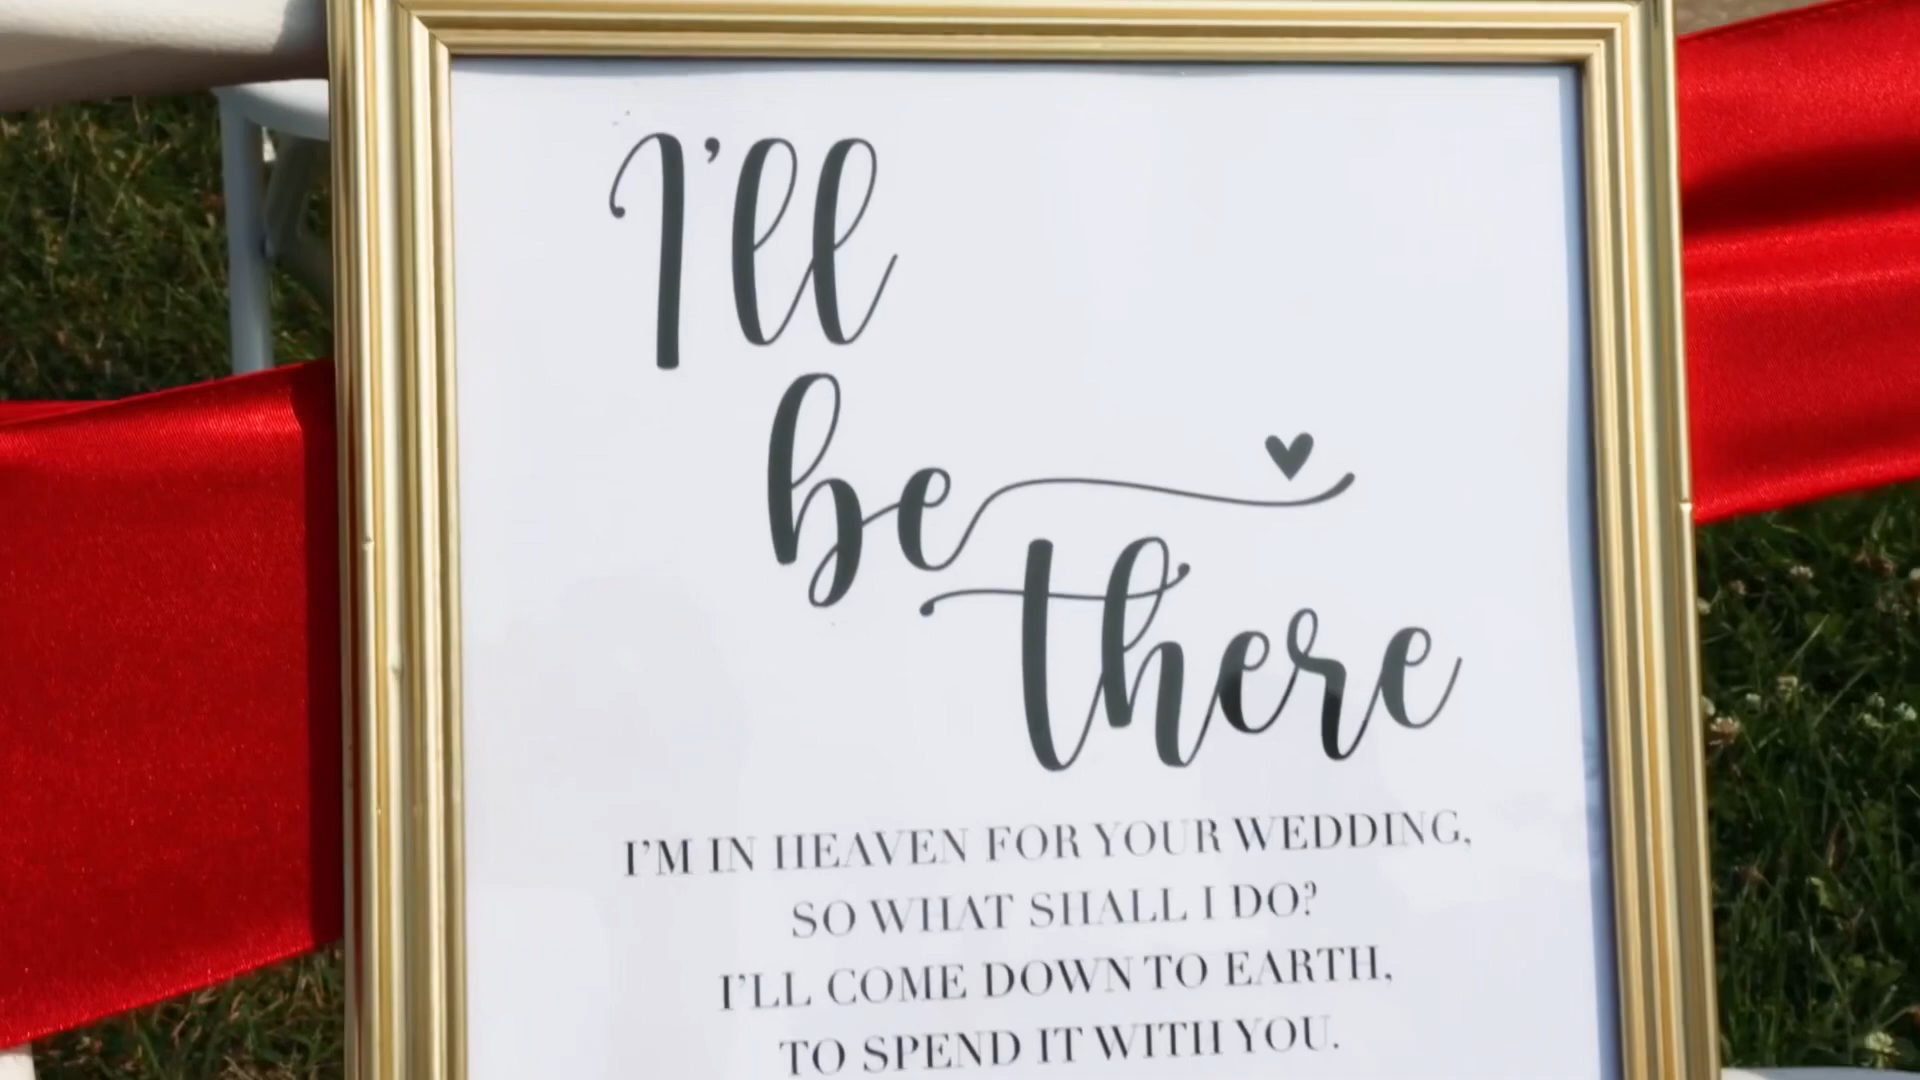 I'll
be
there
I'M IN HEAVEN FOR YOUR WEDDING,
SO WHAT SHALL I DO?
I'LL COME DOWN TO EARTH,
TO SPEND IT WITH YOU.